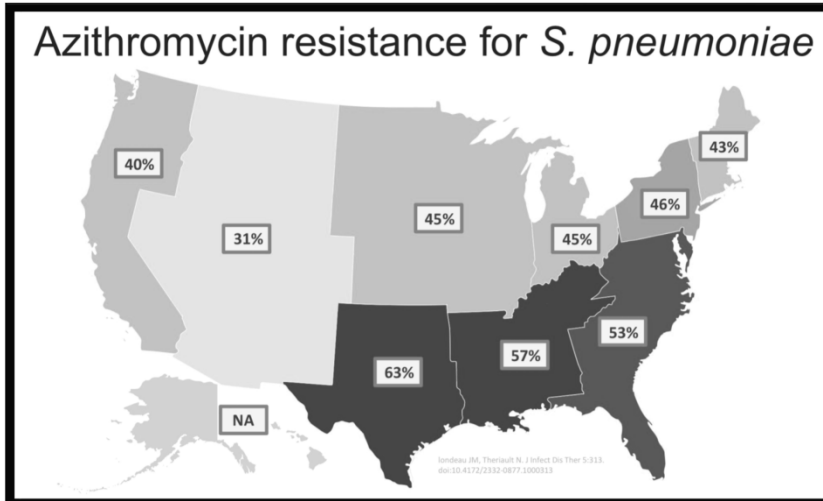 Azithromycin resistance for S. pneumoniae
43%
40%
46%
45%
31%
45%
53%
57%
63%
NA
londeau JM, Theriault N. J Infect Dis Ther 5:313.
doi:10.4172/2332-0877.1000313